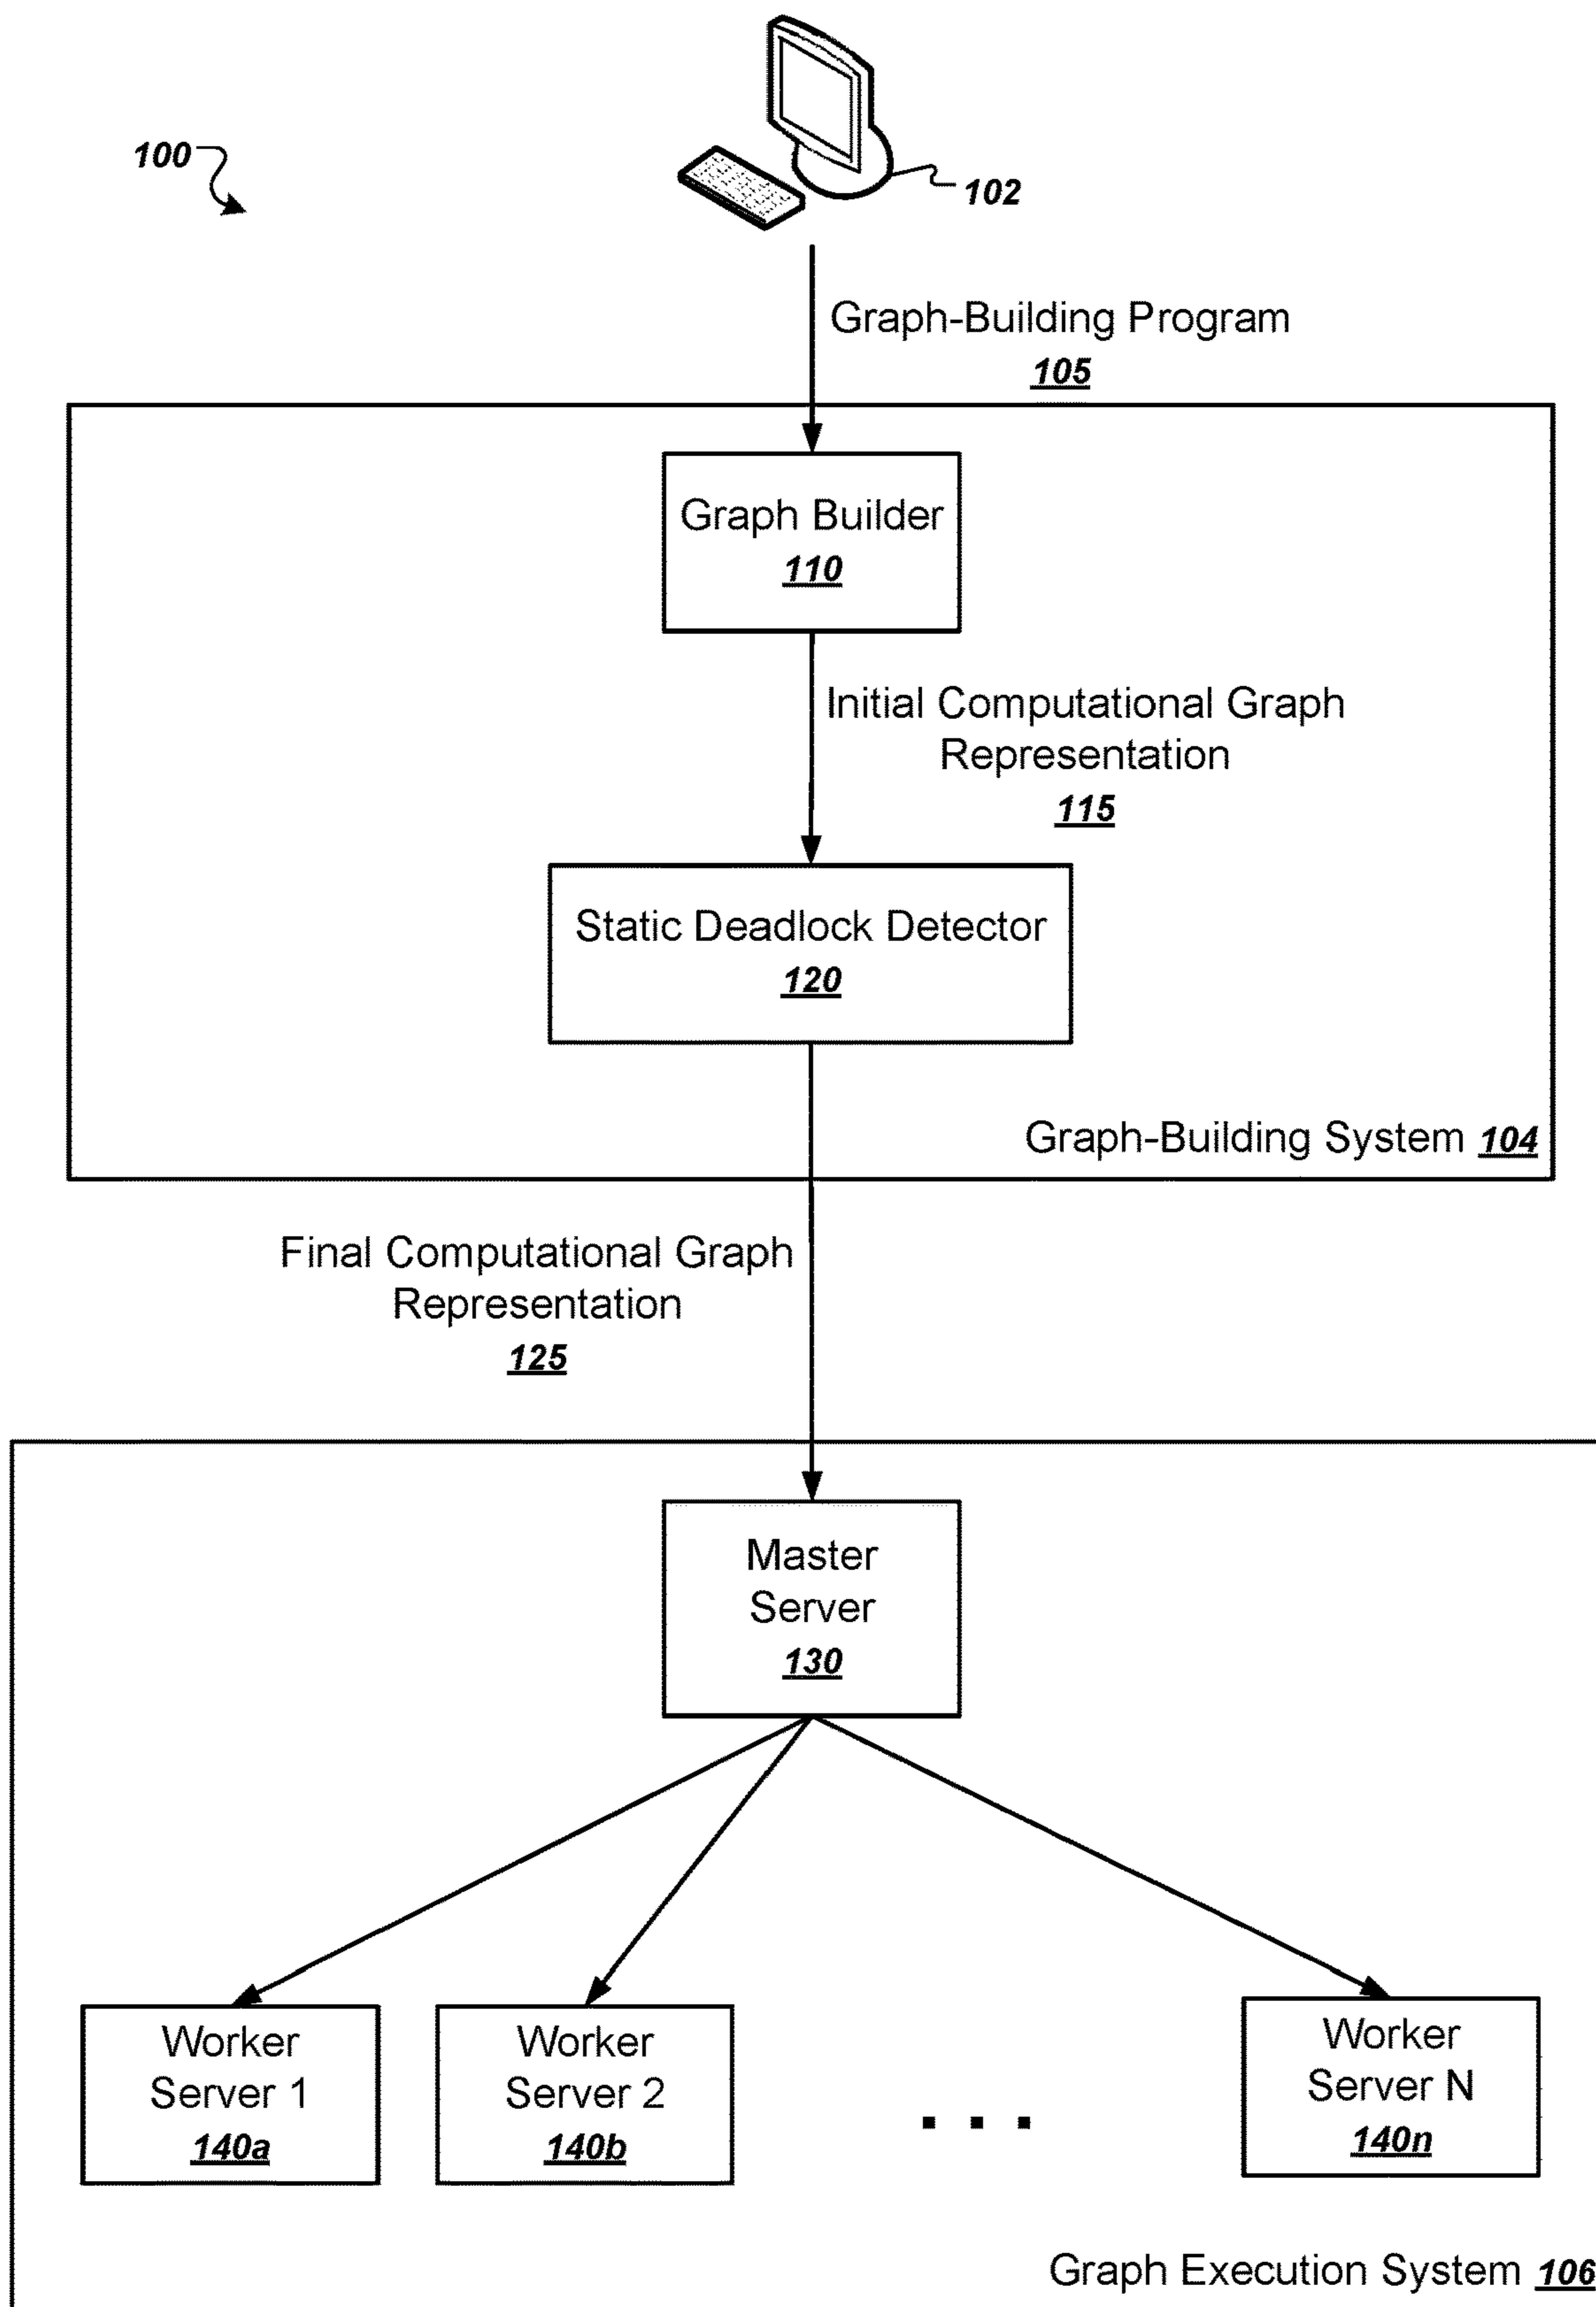 100
102
Graph-Building Program
105
Graph Builder
110
Initial Computational Graph
Representation
115
Static Deadlock Detector
120
Graph-Building System 104
Final Computational Graph
Representation
125
Master
Server
130
Worker
Server 1
140a
Worker
Server 2
140b
. . .
Worker
Server N
140n
Graph Execution System 106